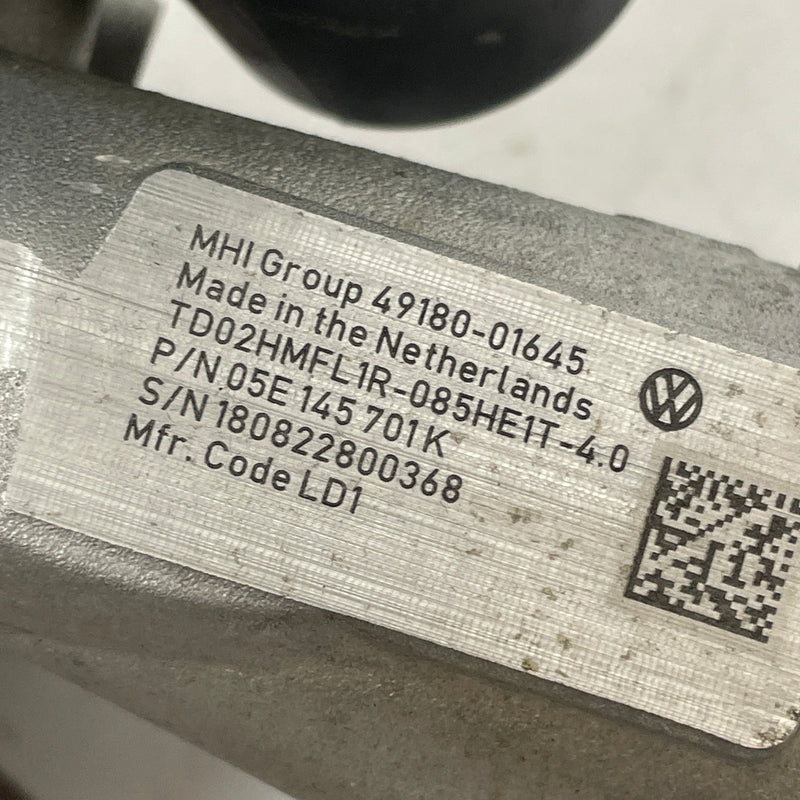 MHI Group 49180-01645
Made in the Netherlands
TD02HMFL1R-085HE1T-4.0
P/N 05E 145 701K
S/N 180822800368
Mfr. Code LD1